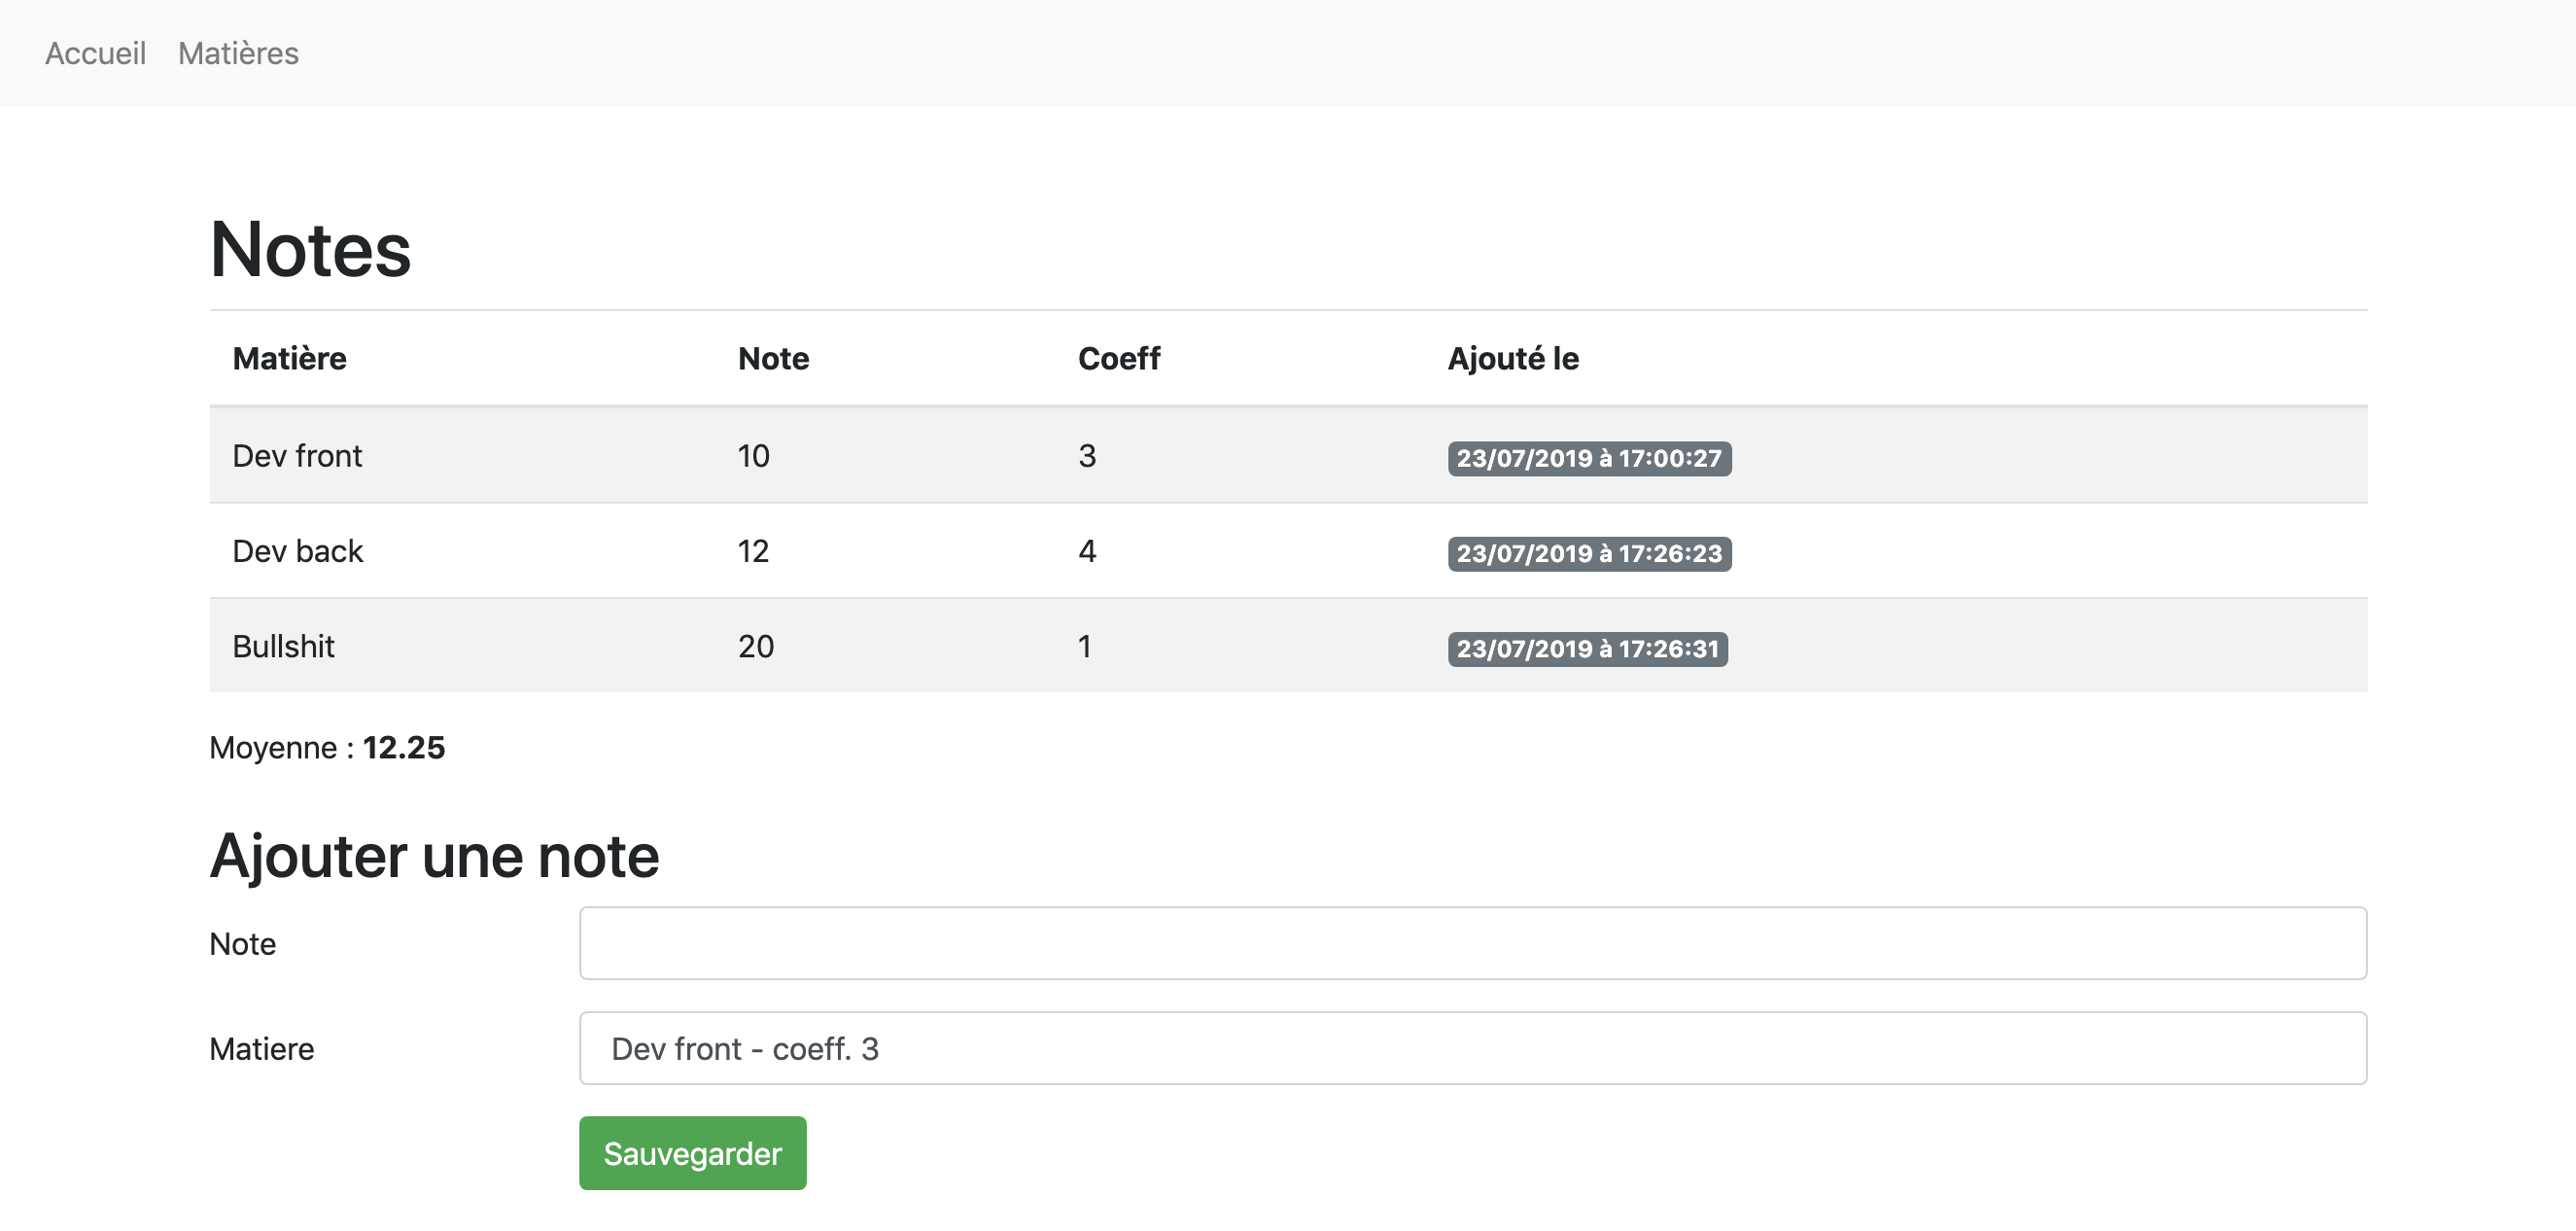 Accueil Matières
Notes
Matière Note Coeff Ajouté le
Dev front 10 3 23/07/2019 à 17:00:27
Dev back 12 4 23/07/2019 à 17:26:23
Bullshit 20 1 23/07/2019 à 17:26:31
Moyenne : 12.25
Ajouter une note
Note
Matiere Dev front - coeff. 3
Sauvegarder